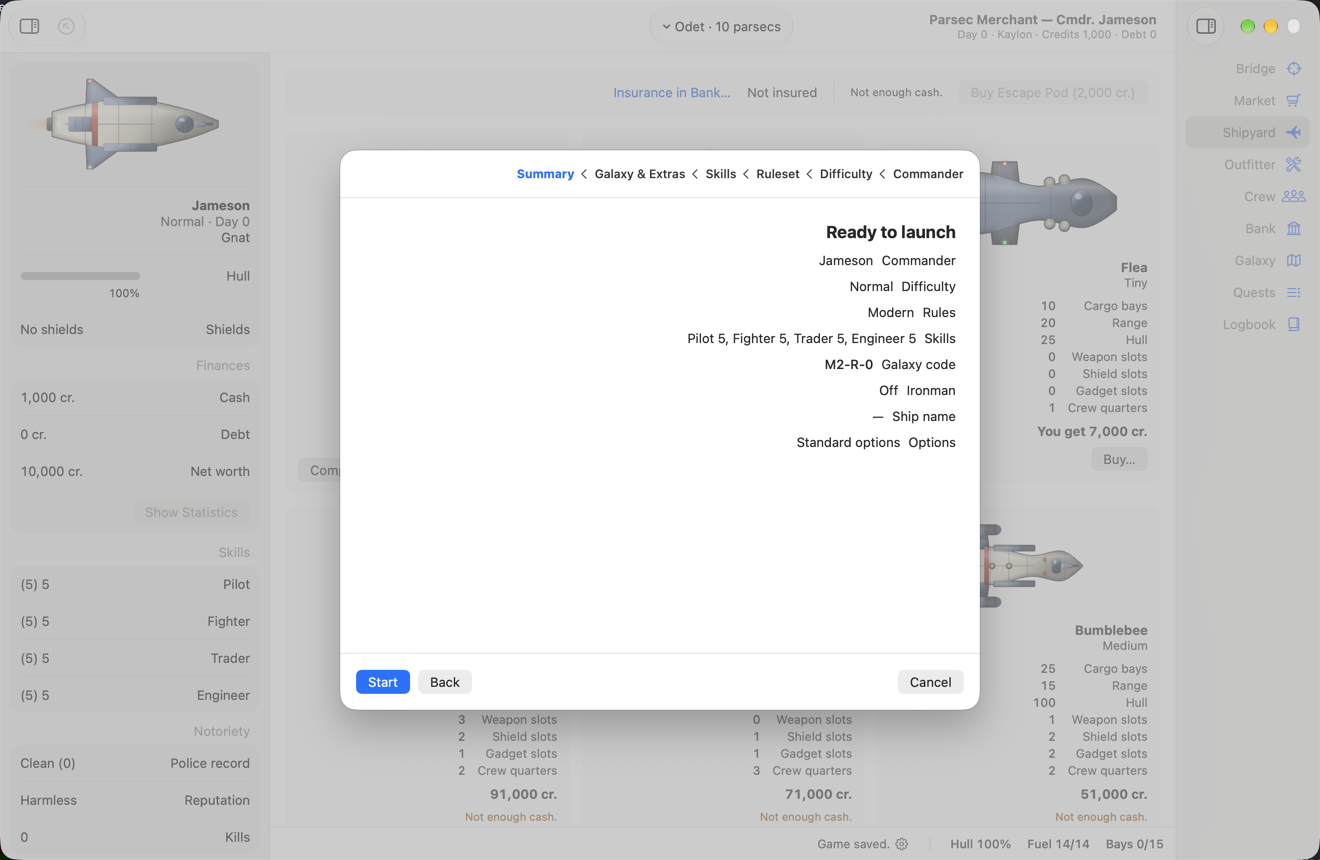 Odet · 10 parsecs
Parsec Merchant — Cmdr. Jameson
Day 0 · Kaylon · Credits 1,000 · Debt 0
Bridge
Market
Shipyard
Outfitter
Crew
Bank
Galaxy
Quests
Logbook
Jameson
Normal · Day 0
Gnat
Hull
100%
No shields Shields
Finances
1,000 cr. Cash
0 cr. Debt
10,000 cr. Net worth
Show Statistics
Skills
(5) 5 Pilot
(5) 5 Fighter
(5) 5 Trader
(5) 5 Engineer
Notoriety
Clean (0) Police record
Harmless Reputation
0 Kills
Insurance in Bank... Not insured Not enough cash. Buy Escape Pod (2,000 cr.)
Summary Galaxy & Extras Skills Ruleset Difficulty Commander
Ready to launch
Jameson Commander
Normal Difficulty
Modern Rules
Pilot 5, Fighter 5, Trader 5, Engineer 5 Skills
M2-R-0 Galaxy code
Off Ironman
— Ship name
Standard options Options
Start Back Cancel
Flea
Tiny
10 Cargo bays
20 Range
25 Hull
0 Weapon slots
0 Shield slots
0 Gadget slots
1 Crew quarters
You get 7,000 cr.
Buy...
3 Weapon slots
2 Shield slots
1 Gadget slots
2 Crew quarters
91,000 cr.
Not enough cash.
0 Weapon slots
1 Shield slots
1 Gadget slots
3 Crew quarters
71,000 cr.
Not enough cash.
Bumblebee
Medium
25 Cargo bays
15 Range
100 Hull
1 Weapon slots
2 Shield slots
2 Gadget slots
2 Crew quarters
51,000 cr.
Not enough cash.
Game saved. Hull 100% Fuel 14/14 Bays 0/15